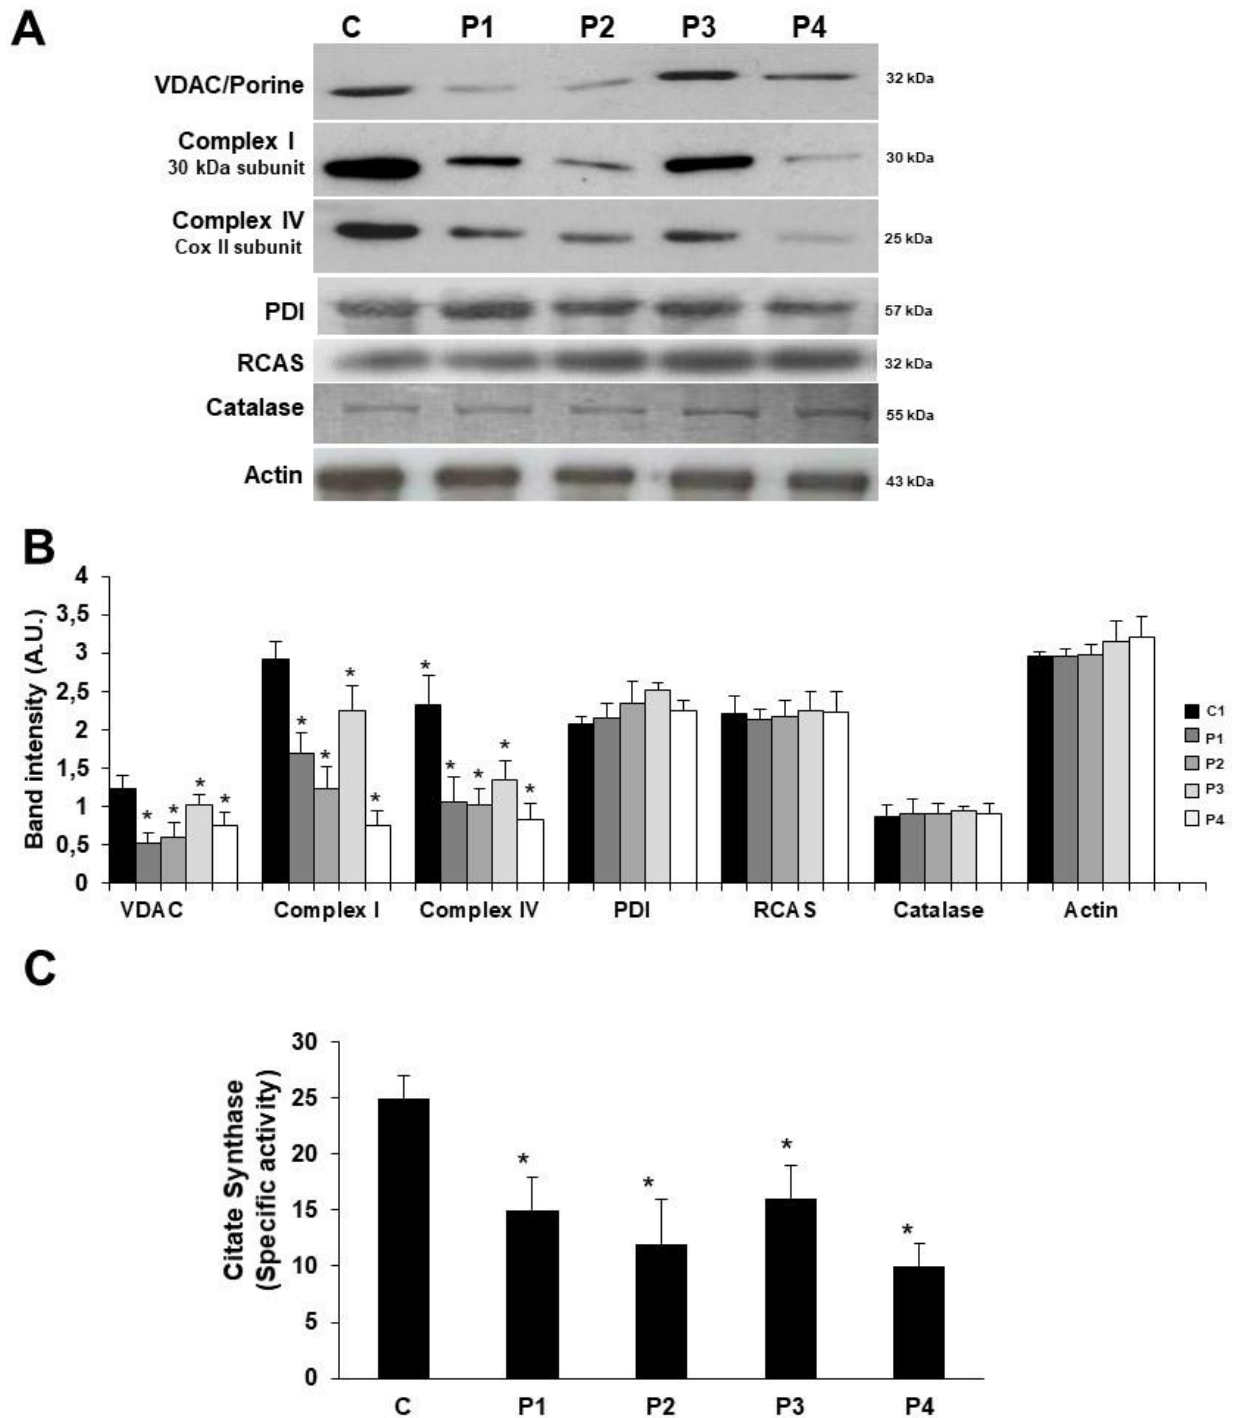 A
C P1 P2 P3 P4
VDAC/Porine 32 kDa
Complex I
30 kDa subunit 30 kDa
Complex IV
Cox II subunit 25 kDa
PDI 57 kDa
RCAS 32 kDa
Catalase 55 kDa
Actin 43 kDa
B
Band intensity (A.U.)
4
3,5
3
2,5
2
1,5
1
0,5
0
* * * *
* * * *
* * * * *
VDAC Complex I Complex IV PDI RCAS Catalase Actin
C1
P1
P2
P3
P4
C
Citate Synthase
(Specific activity)
30
25
20
15
10
5
0
* * * *
C P1 P2 P3 P4